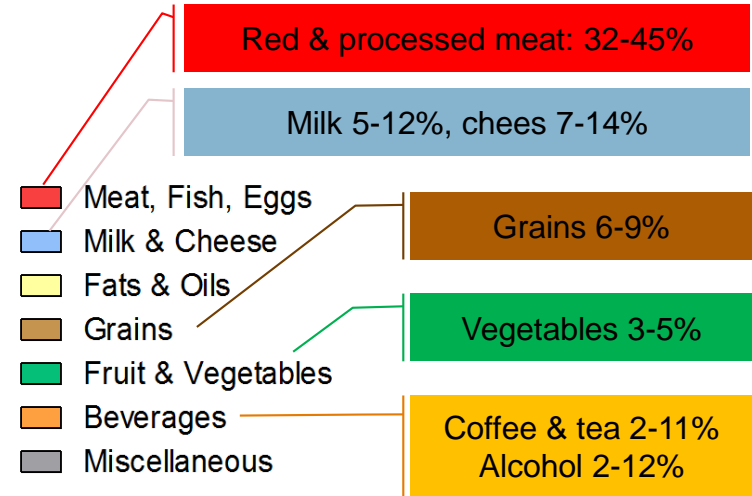 Red & processed meat: 32-45%
Milk 5-12%, chees 7-14%
Meat, Fish, Eggs
Milk & Cheese
Fats & Oils
Grains
Fruit & Vegetables
Beverages
Miscellaneous
Grains 6-9%
Vegetables 3-5%
Coffee & tea 2-11%
Alcohol 2-12%